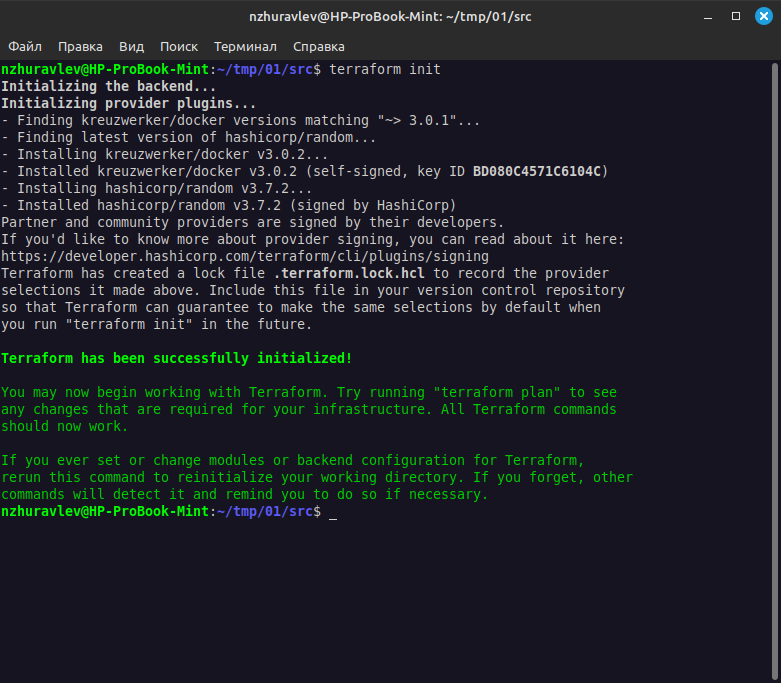 nzhuravlev@HP-ProBook-Mint: ~/tmp/01/src
Файл Правка Вид Поиск Терминал Справка
nzhuravlev@HP-ProBook-Mint:~/tmp/01/src$ terraform init
Initializing the backend...
Initializing provider plugins...
- Finding kreuzwerker/docker versions matching "~> 3.0.1"...
- Finding latest version of hashicorp/random...
- Installing kreuzwerker/docker v3.0.2...
- Installed kreuzwerker/docker v3.0.2 (self-signed, key ID BD080C4571C6104C)
- Installing hashicorp/random v3.7.2...
- Installed hashicorp/random v3.7.2 (signed by HashiCorp)
Partner and community providers are signed by their developers.
If you'd like to know more about provider signing, you can read about it here:
https://developer.hashicorp.com/terraform/cli/plugins/signing
Terraform has created a lock file .terraform.lock.hcl to record the provider
selections it made above. Include this file in your version control repository
so that Terraform can guarantee to make the same selections by default when
you run "terraform init" in the future.
Terraform has been successfully initialized!
You may now begin working with Terraform. Try running "terraform plan" to see
any changes that are required for your infrastructure. All Terraform commands
should now work.
If you ever set or change modules or backend configuration for Terraform,
rerun this command to reinitialize your working directory. If you forget, other
commands will detect it and remind you to do so if necessary.
nzhuravlev@HP-ProBook-Mint:~/tmp/01/src$ _